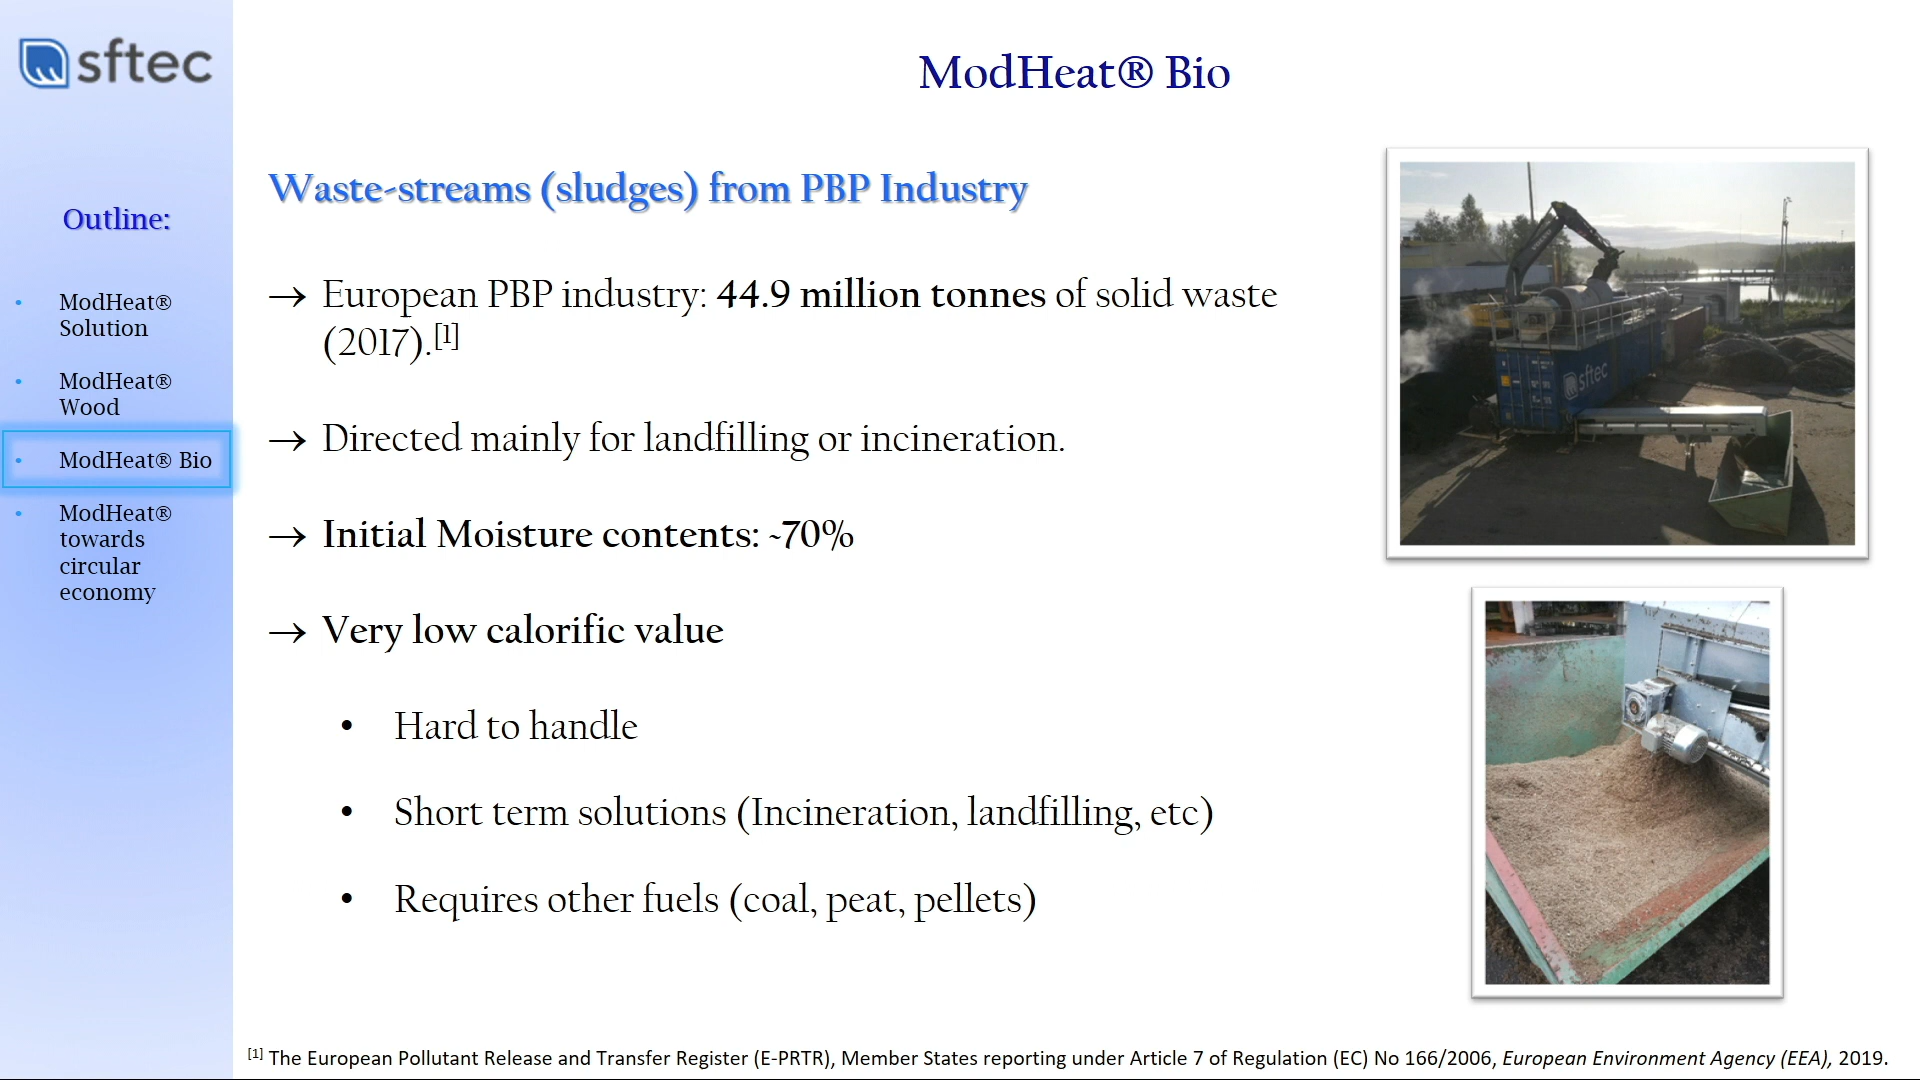 sftec
ModHeat® Bio
Outline:
• ModHeat®
Solution
• ModHeat®
Wood
• ModHeat® Bio
• ModHeat®
towards
circular
economy
Waste-streams (sludges) from PBP Industry
→ European PBP industry: 44.9 million tonnes of solid waste
(2017).[1]
→ Directed mainly for landfilling or incineration.
→ Initial Moisture contents: ~70%
→ Very low calorific value
• Hard to handle
• Short term solutions (Incineration, landfilling, etc)
• Requires other fuels (coal, peat, pellets)
sftec
[1] The European Pollutant Release and Transfer Register (E-PRTR), Member States reporting under Article 7 of Regulation (EC) No 166/2006, European Environment Agency (EEA), 2019.